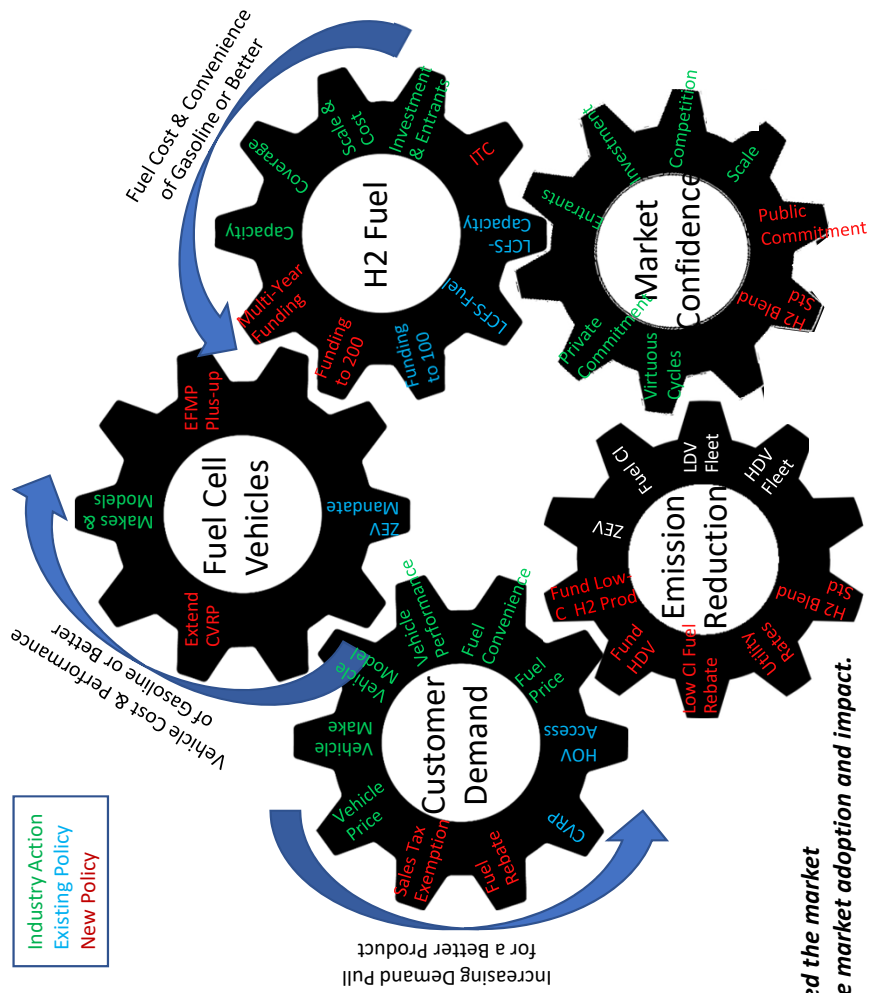 Industry Action
Existing Policy
New Policy
Increasing Demand Pull
for a Better Product
Vehicle Cost & Performance
of Gasoline or Better
Fuel Cost & Convenience
of Gasoline or Better
Customer
Demand
Vehicle
Price
Vehicle
Make
Vehicle
Model
Vehicle
Performance
Fuel
Convenience
Fuel
Price
HOV
Access
CVRP
Fuel
Rebate
Sales Tax
Exemption
Fuel Cell
Vehicles
Extend
CVRP
Makes &
Models
EFMP
Plus-up
ZEV
Mandate
H2 Fuel
Multi-Year
Funding
Capacity
Coverage
Scale &
Cost
Investment
& Entrants
ITC
LCFS-
Capacity
LCFS-Fuel
Funding
to 100
Funding
to 200
Market
Confidence
Private
Commitment
Entrants
Investment
Competition
Scale
Public
Commitment
H2 Blend
Std
Virtuous
Cycles
Emission
Reduction
Fund Low-
C H2 Prod
ZEV
Fuel CI
LDV
Fleet
HDV
Fleet
H2 Blend
Std
Utility
Rates
Low CI Fuel
Rebate
Fund
HDV
ed the market
e market adoption and impact.